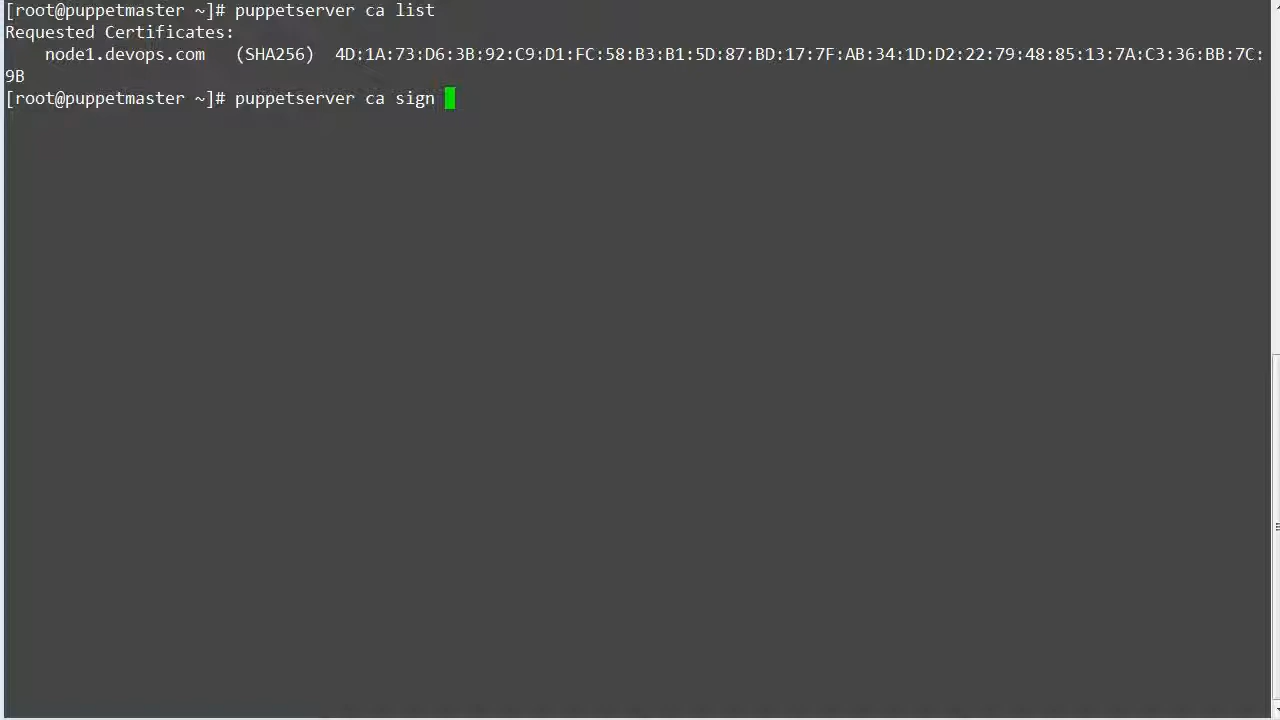 [root@puppetmaster ~]# puppetserver ca list
Requested Certificates:
    node1.devops.com   (SHA256)  4D:1A:73:D6:3B:92:C9:D1:FC:58:B3:B1:5D:87:BD:17:7F:AB:34:1D:D2:22:79:48:85:13:7A:C3:36:BB:7C:
9B
[root@puppetmaster ~]# puppetserver ca sign